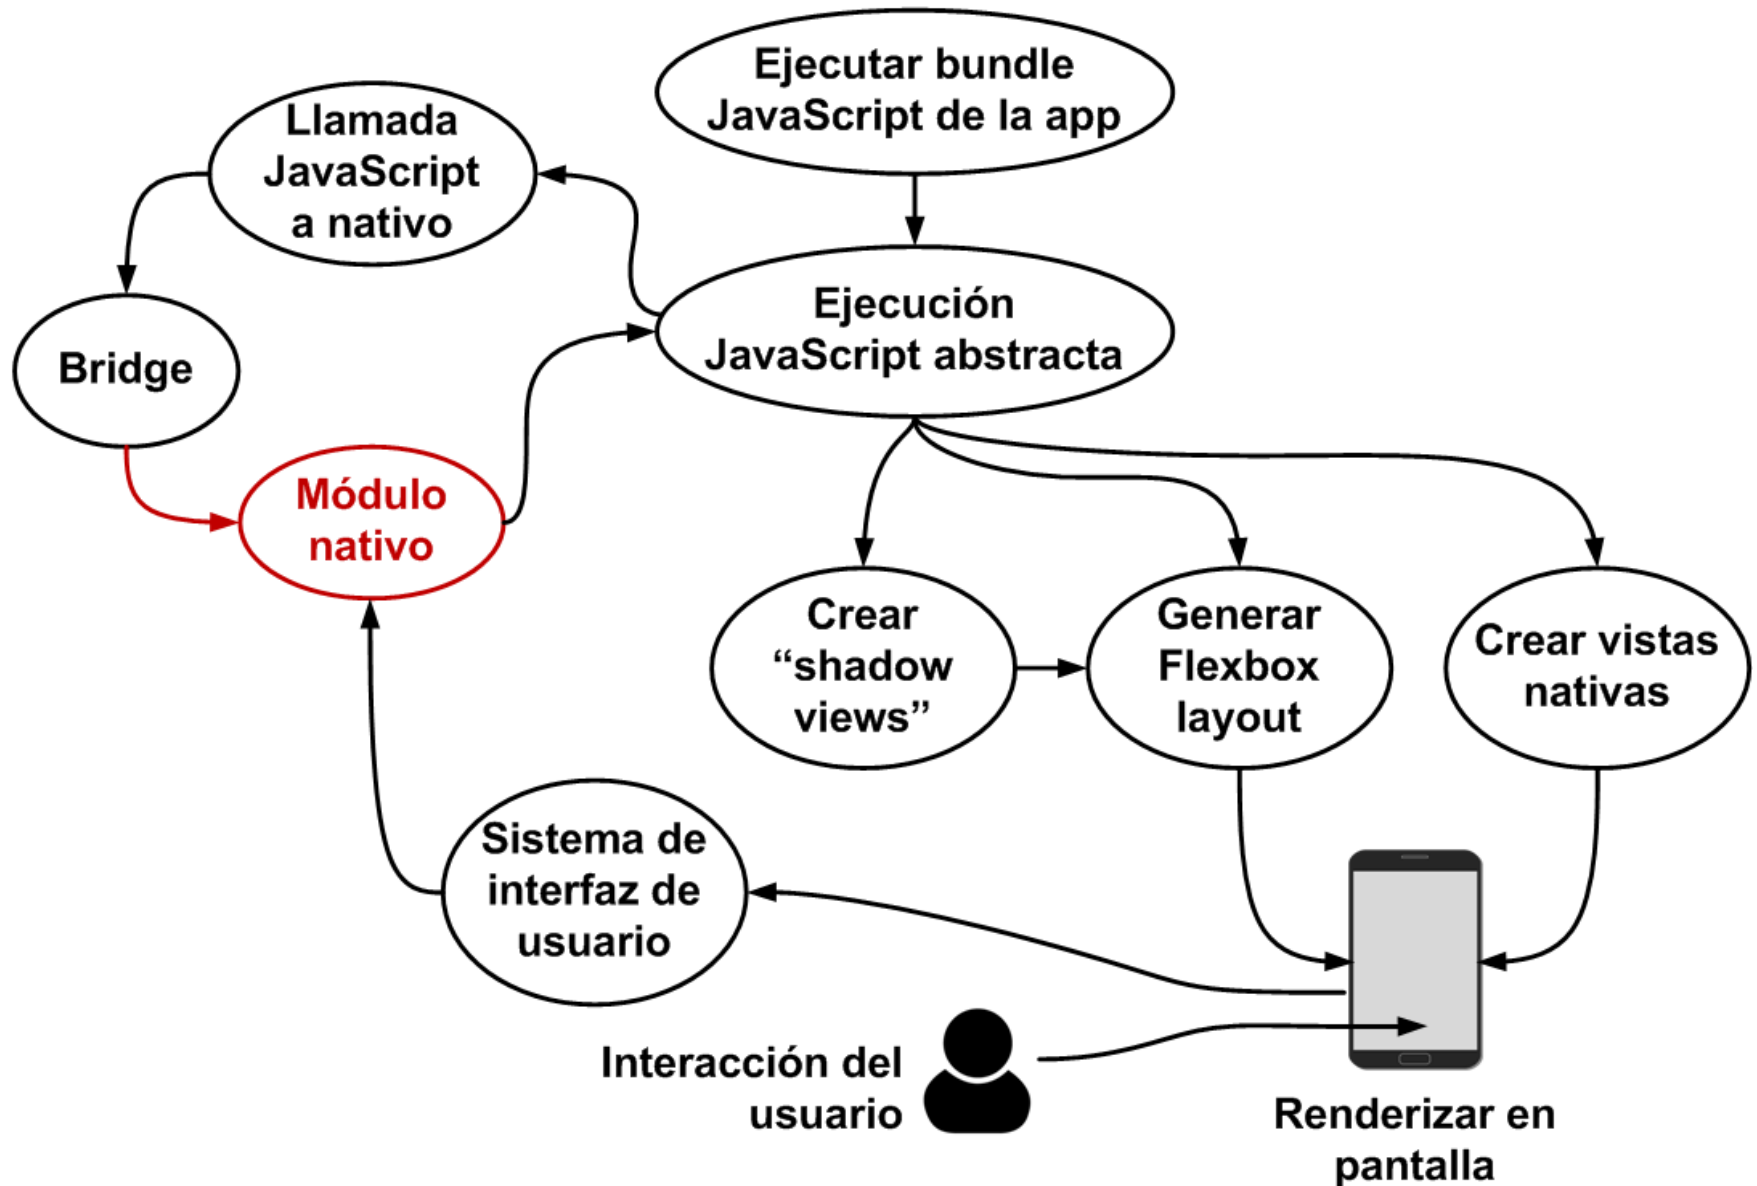 Ejecutar bundle
JavaScript de la app
Llamada
JavaScript
a nativo
Ejecución
JavaScript abstracta
Bridge
Módulo
nativo
Crear
“shadow
views”
Generar
Flexbox
layout
Crear vistas
nativas
Sistema de
interfaz de
usuario
Interacción del
usuario
Renderizar en
pantalla